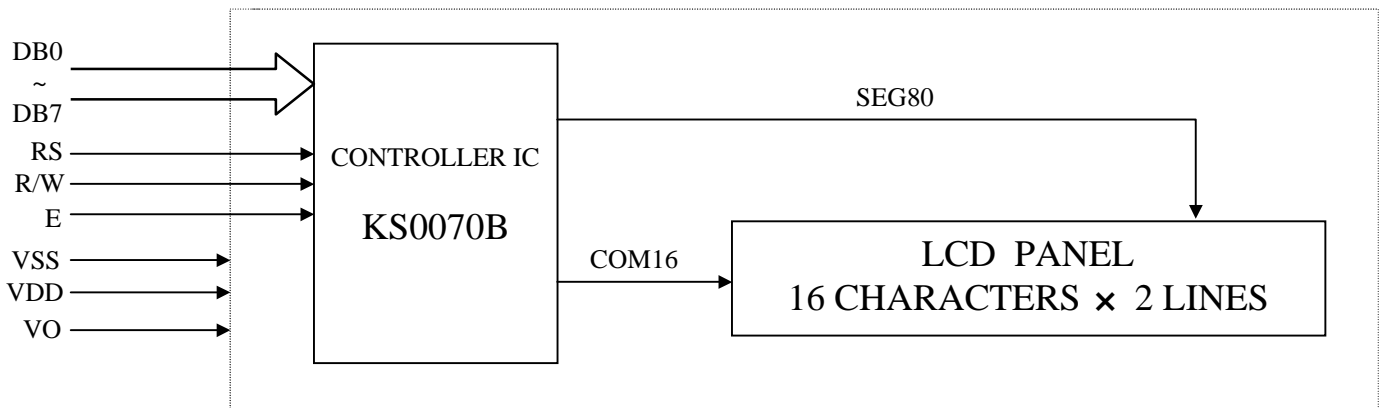 DB0
~
DB7
RS
R/W
E
VSS
VDD
VO
CONTROLLER IC
KS0070B
SEG80
COM16
LCD PANEL
16 CHARACTERS × 2 LINES